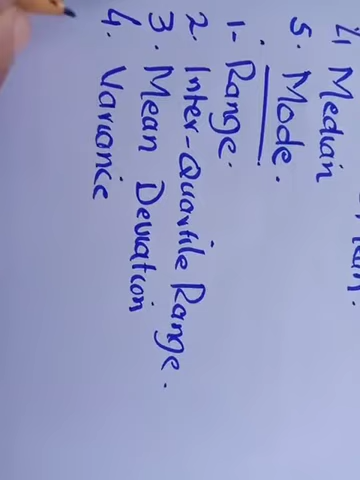 4 Median
5. Mode.
1- Range.
2. Inter-Quartile Range.
3. Mean Deviation
4. Variance